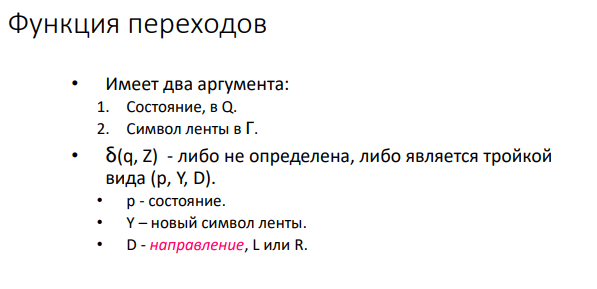 Функция переходов
• Имеет два аргумента:
1. Состояние, в Q.
2. Символ ленты в Γ.
• δ(q, Z) - либо не определена, либо является тройкой
вида (p, Y, D).
• p - состояние.
• Y – новый символ ленты.
• D - направление, L или R.